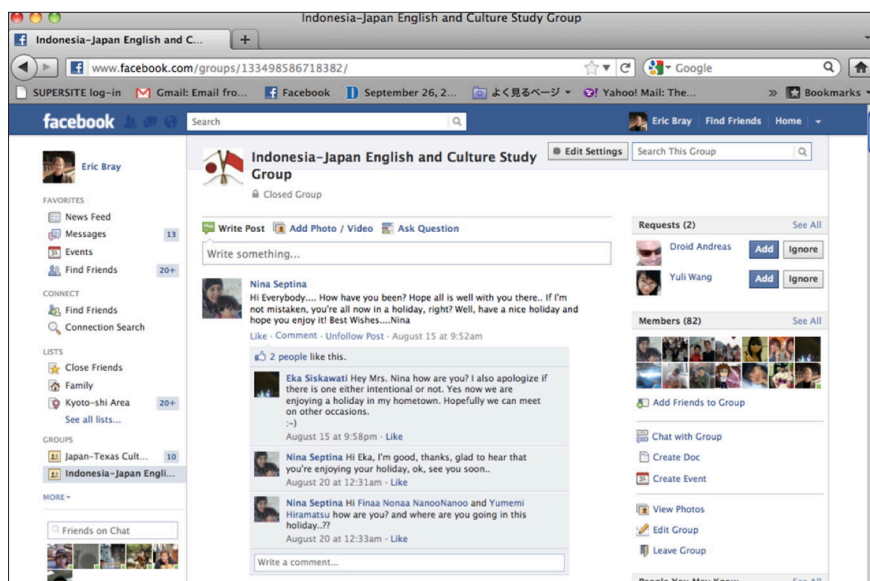 Indonesia-Japan English and Culture Study Group
Indonesia-Japan English and C...
www.facebook.com/groups/133498586718382/
Google
SUPERSITE log-in
Gmail: Email fro...
Facebook
September 26, 2...
よく見るページ
Yahoo! Mail: The...
»
Bookmarks
facebook
Search
Eric Bray
Find Friends
Home
Eric Bray
FAVORITES
News Feed
Messages 13
Events
Find Friends 20+
CONNECT
Find Friends
Connection Search
LISTS
Close Friends
Family
Kyoto-shi Area 20+
See all lists...
GROUPS
Japan-Texas Cult... 10
Indonesia-Japan Engli...
MORE
Friends on Chat
Indonesia-Japan English and Culture Study
Group
Closed Group
Edit Settings
Search This Group
Write Post
Add Photo / Video
Ask Question
Write something...
Nina Septina
Hi Everybody.... How have you been? Hope all is well with you there.. If I'm
not mistaken, you're all now in a holiday, right? Well, have a nice holiday and
hope you enjoy it! Best Wishes....Nina
Like · Comment · Unfollow Post · August 15 at 9:52am
2 people like this.
Eka Siskawati Hey Mrs. Nina how are you? I also apologize if
there is one either intentional or not. Yes now we are
enjoying a holiday in my hometown. Hopefully we can meet
on other occasions.
:-)
August 15 at 9:58pm · Like
Nina Septina Hi Eka, I'm good, thanks, glad to hear that
you're enjoying your holiday, ok, see you soon..
August 20 at 12:31am · Like
Nina Septina Hi Finaa Nonaa NanooNanoo and Yumemi
Hiramatsu how are you? and where are you going in this
holiday..??
August 20 at 12:33am · Like
Write a comment...
Requests (2) See All
Droid Andreas Add Ignore
Yuli Wang Add Ignore
Members (82) See All
Add Friends to Group
Chat with Group
Create Doc
Create Event
View Photos
Edit Group
Leave Group
People You May Know
See All